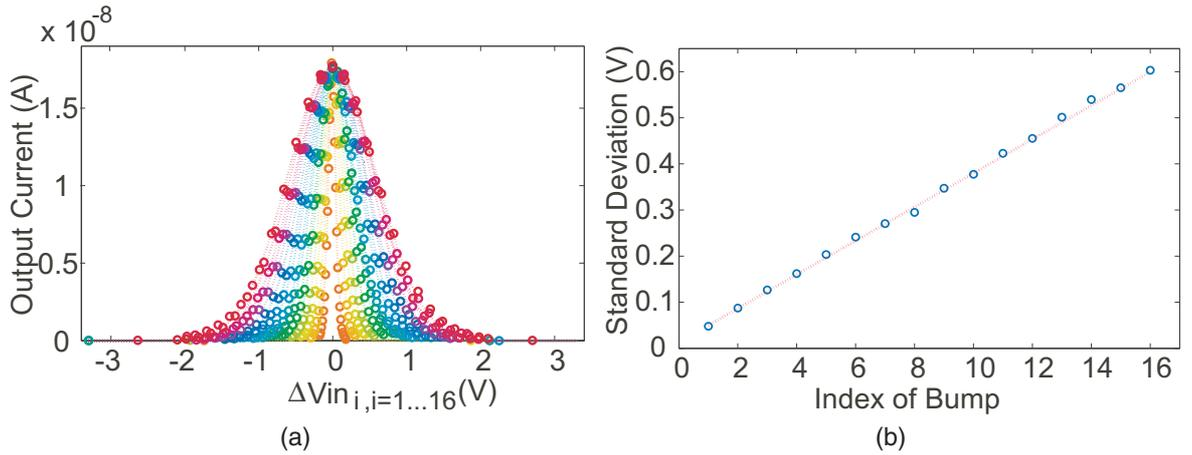 x 10^-8
Output Current (A)
1.5
1
0.5
0
-3 -2 -1 0 1 2 3
ΔVin i,i=1...16 (V)
(a)
Standard Deviation (V)
0.6
0.5
0.4
0.3
0.2
0.1
0
0 2 4 6 8 10 12 14 16
Index of Bump
(b)